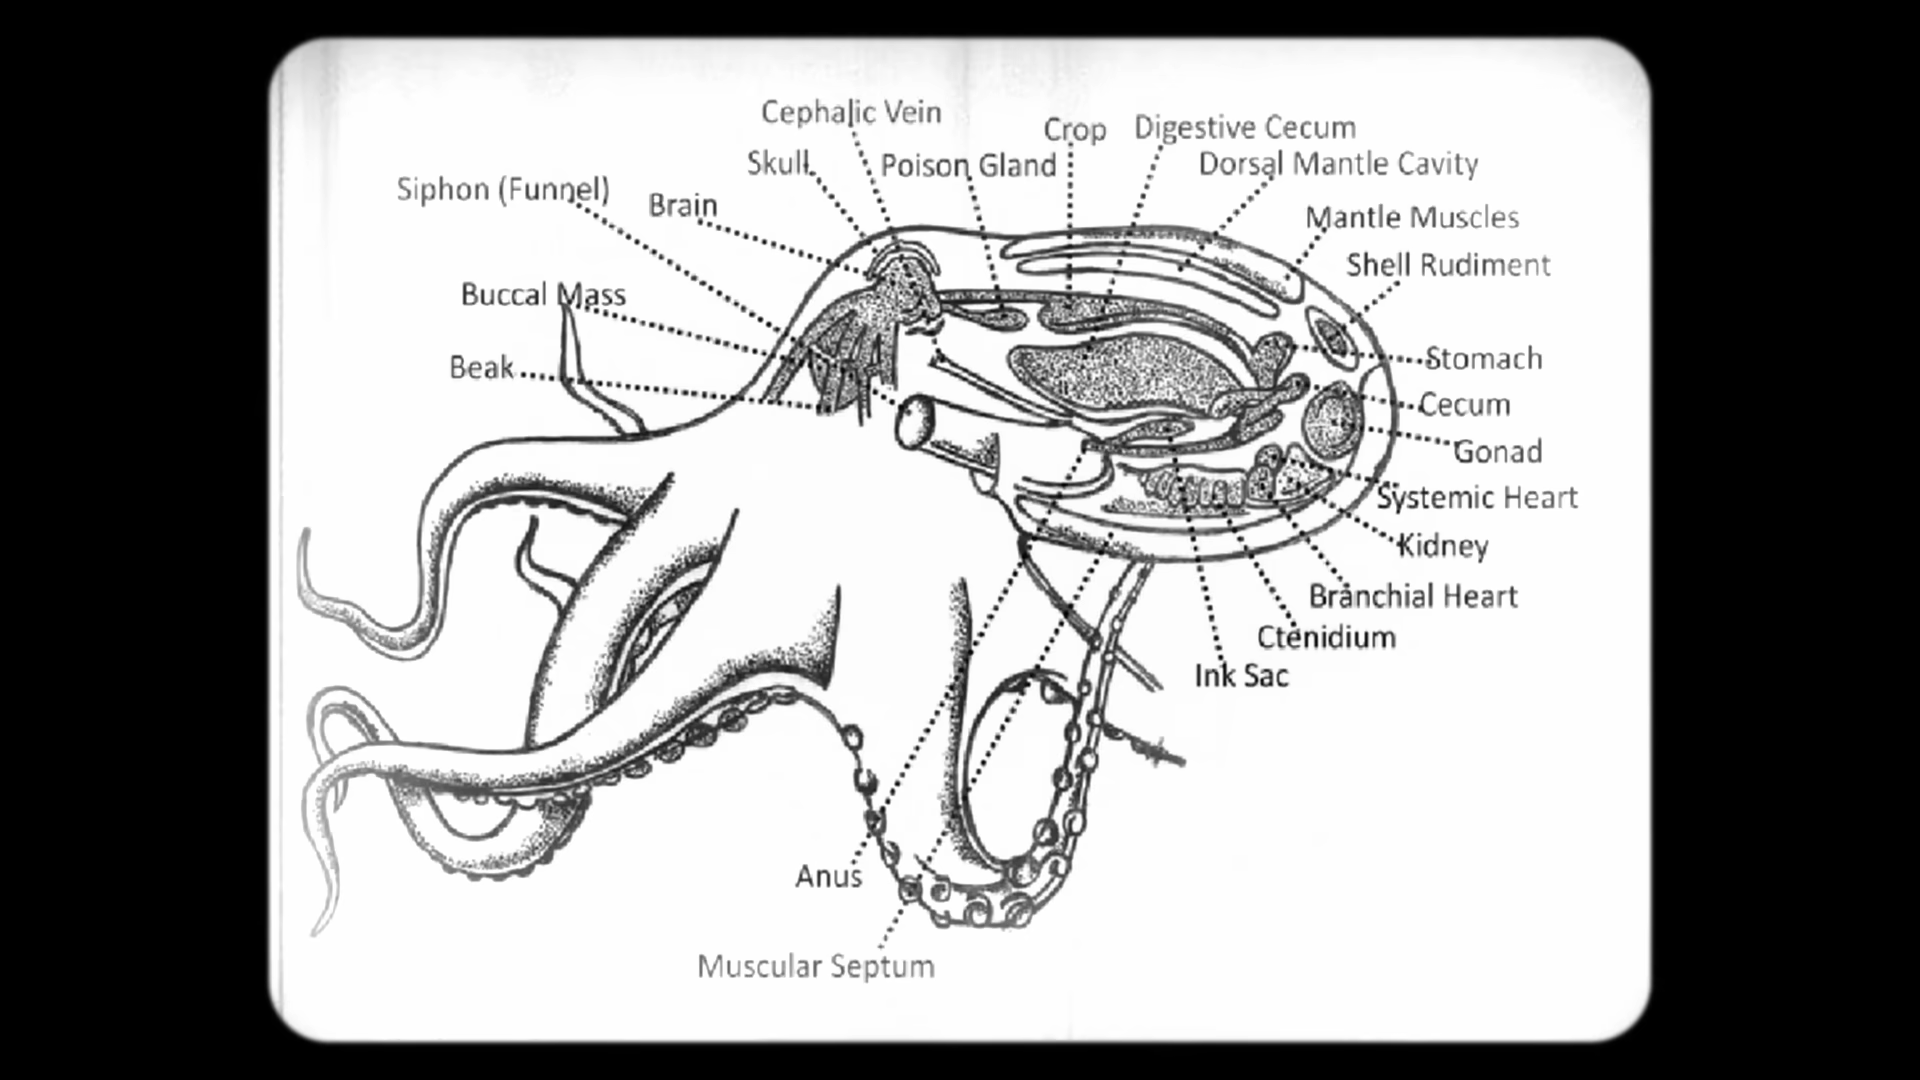 Cephalic Vein
Crop
Digestive Cecum
Skull
Poison Gland
Dorsal Mantle Cavity
Siphon (Funnel)
Brain
Mantle Muscles
Shell Rudiment
Buccal Mass
Beak
Stomach
Cecum
Gonad
Systemic Heart
Kidney
Branchial Heart
Ctenidium
Ink Sac
Anus
Muscular Septum